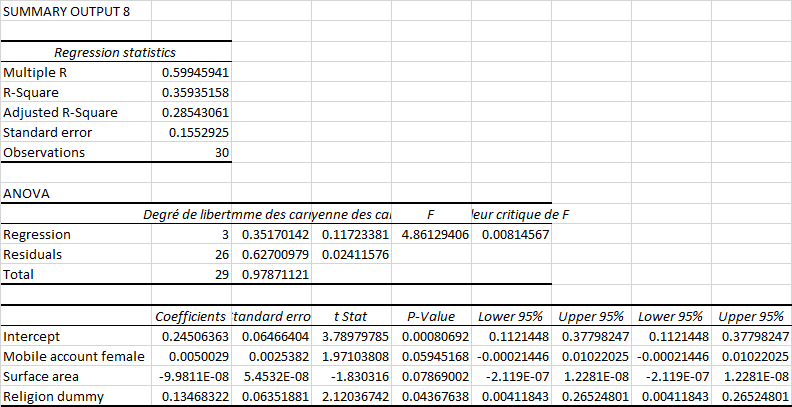 SUMMARY OUTPUT 8
Regression statistics
Multiple R 0.59945941
R-Square 0.35935158
Adjusted R-Square 0.28543061
Standard error 0.1552925
Observations 30
ANOVA
Degré de libert mme des car yenne des ca F leur critique de F
Regression 3 0.35170142 0.11723381 4.86129406 0.00814567
Residuals 26 0.62700979 0.02411576
Total 29 0.97871121
Coefficients tandard erro t Stat P-Value Lower 95% Upper 95% Lower 95% Upper 95%
Intercept 0.24506363 0.06466404 3.78979785 0.00080692 0.1121448 0.37798247 0.1121448 0.37798247
Mobile account female 0.0050029 0.0025382 1.97103808 0.05945168 -0.00021446 0.01022025 -0.00021446 0.01022025
Surface area -9.9811E-08 5.4532E-08 -1.830316 0.07869002 -2.119E-07 1.2281E-08 -2.119E-07 1.2281E-08
Religion dummy 0.13468322 0.06351881 2.12036742 0.04367638 0.00411843 0.26524801 0.00411843 0.26524801